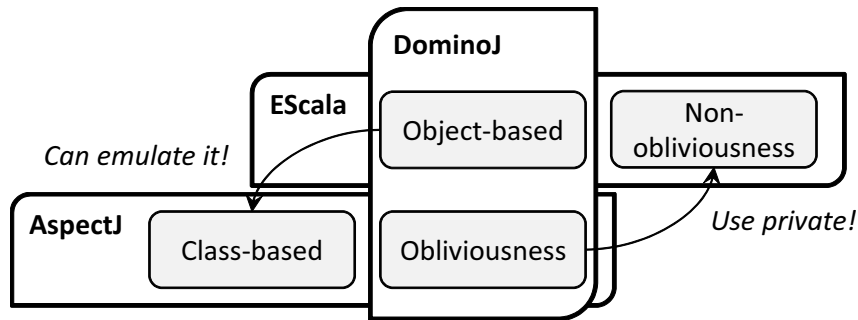 DominoJ
EScala
Object-based
Non-
obliviousness
Can emulate it!
AspectJ
Class-based
Obliviousness
Use private!